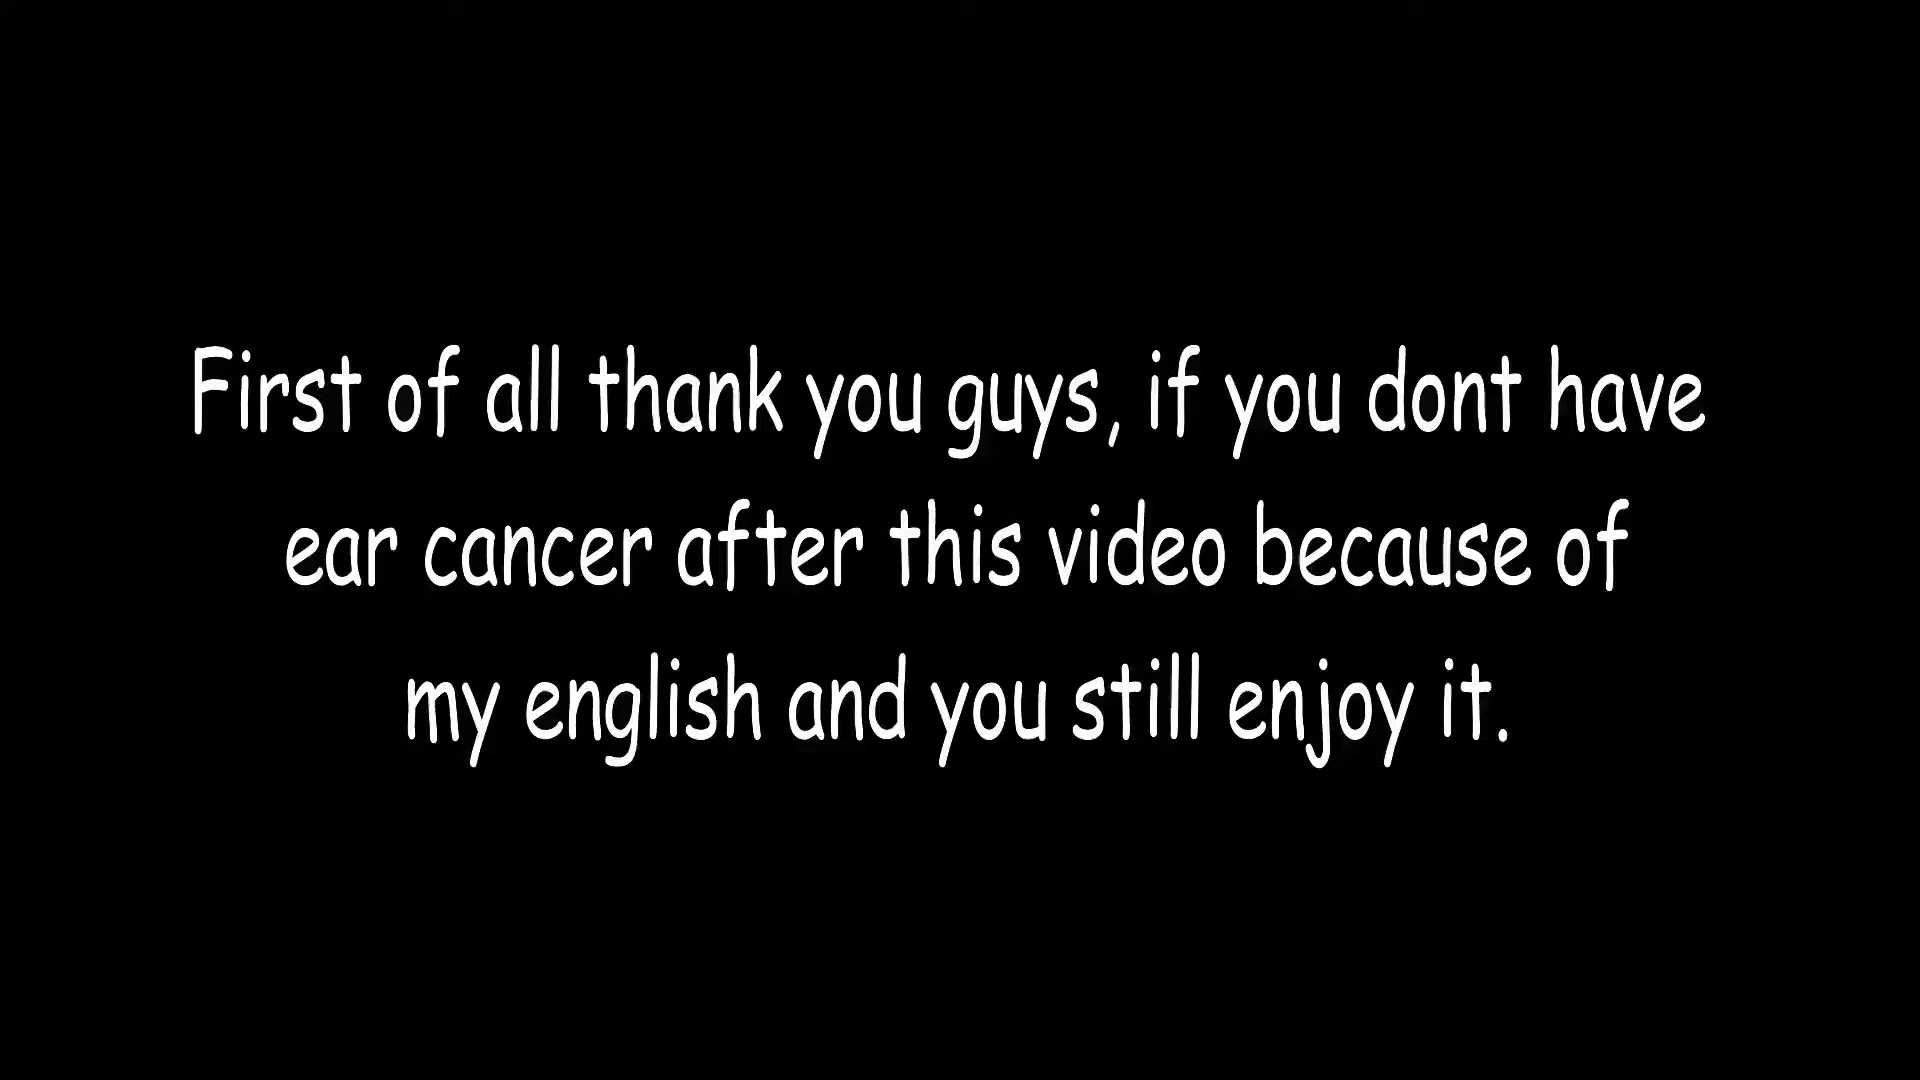 First of all thank you guys, if you dont have
ear cancer after this video because of
my english and you still enjoy it.